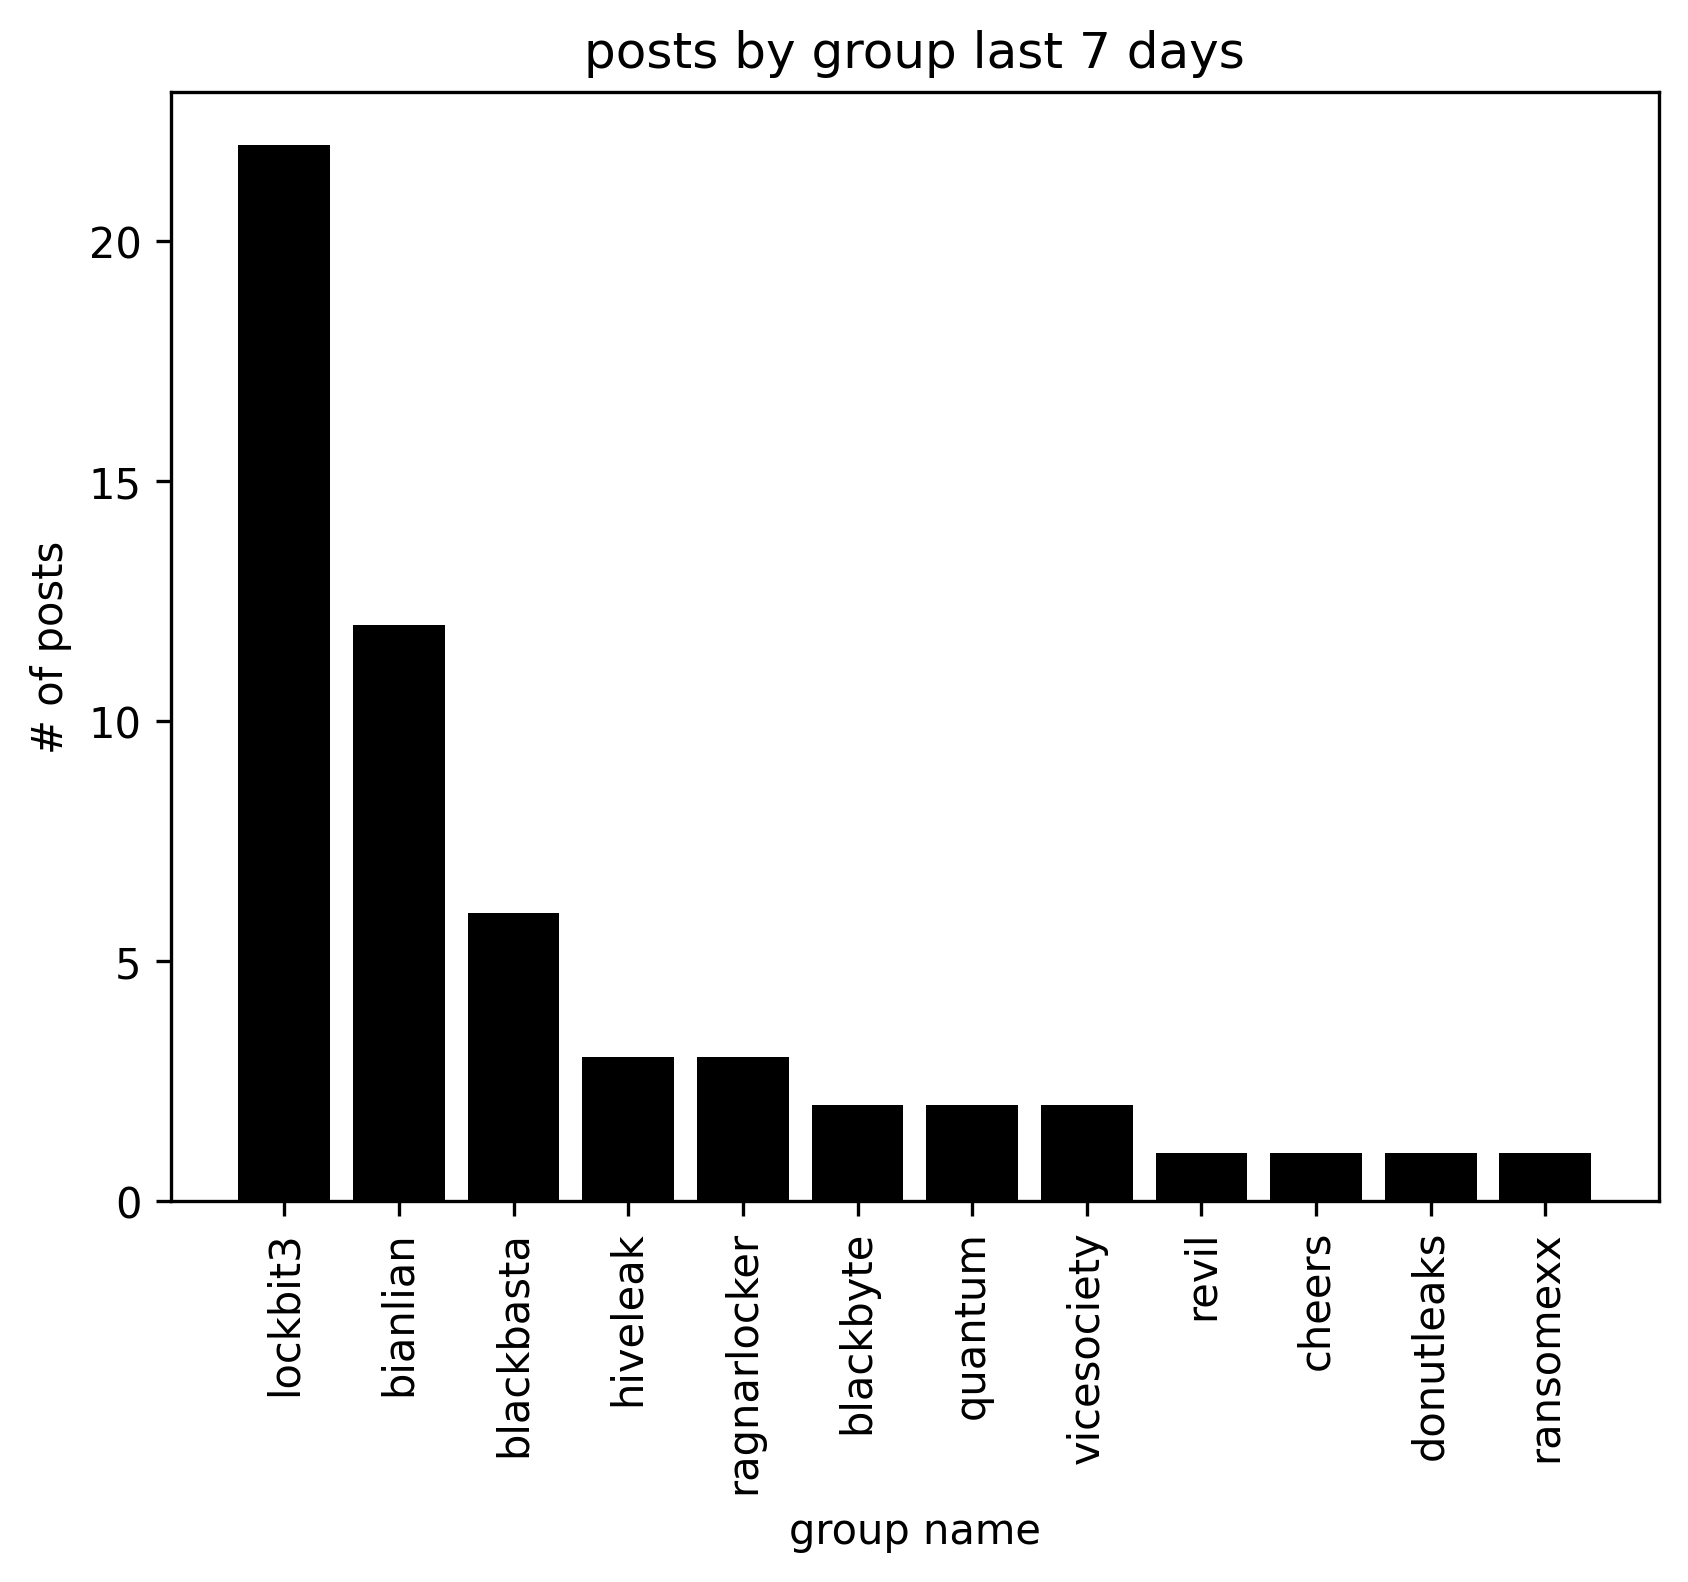 posts by group last 7 days
# of posts
20
15
10
5
0
lockbit3
bianlian
blackbasta
hiveleak
ragnarlocker
blackbyte
quantum
vicesociety
revil
cheers
donutleaks
ransomexx
group name